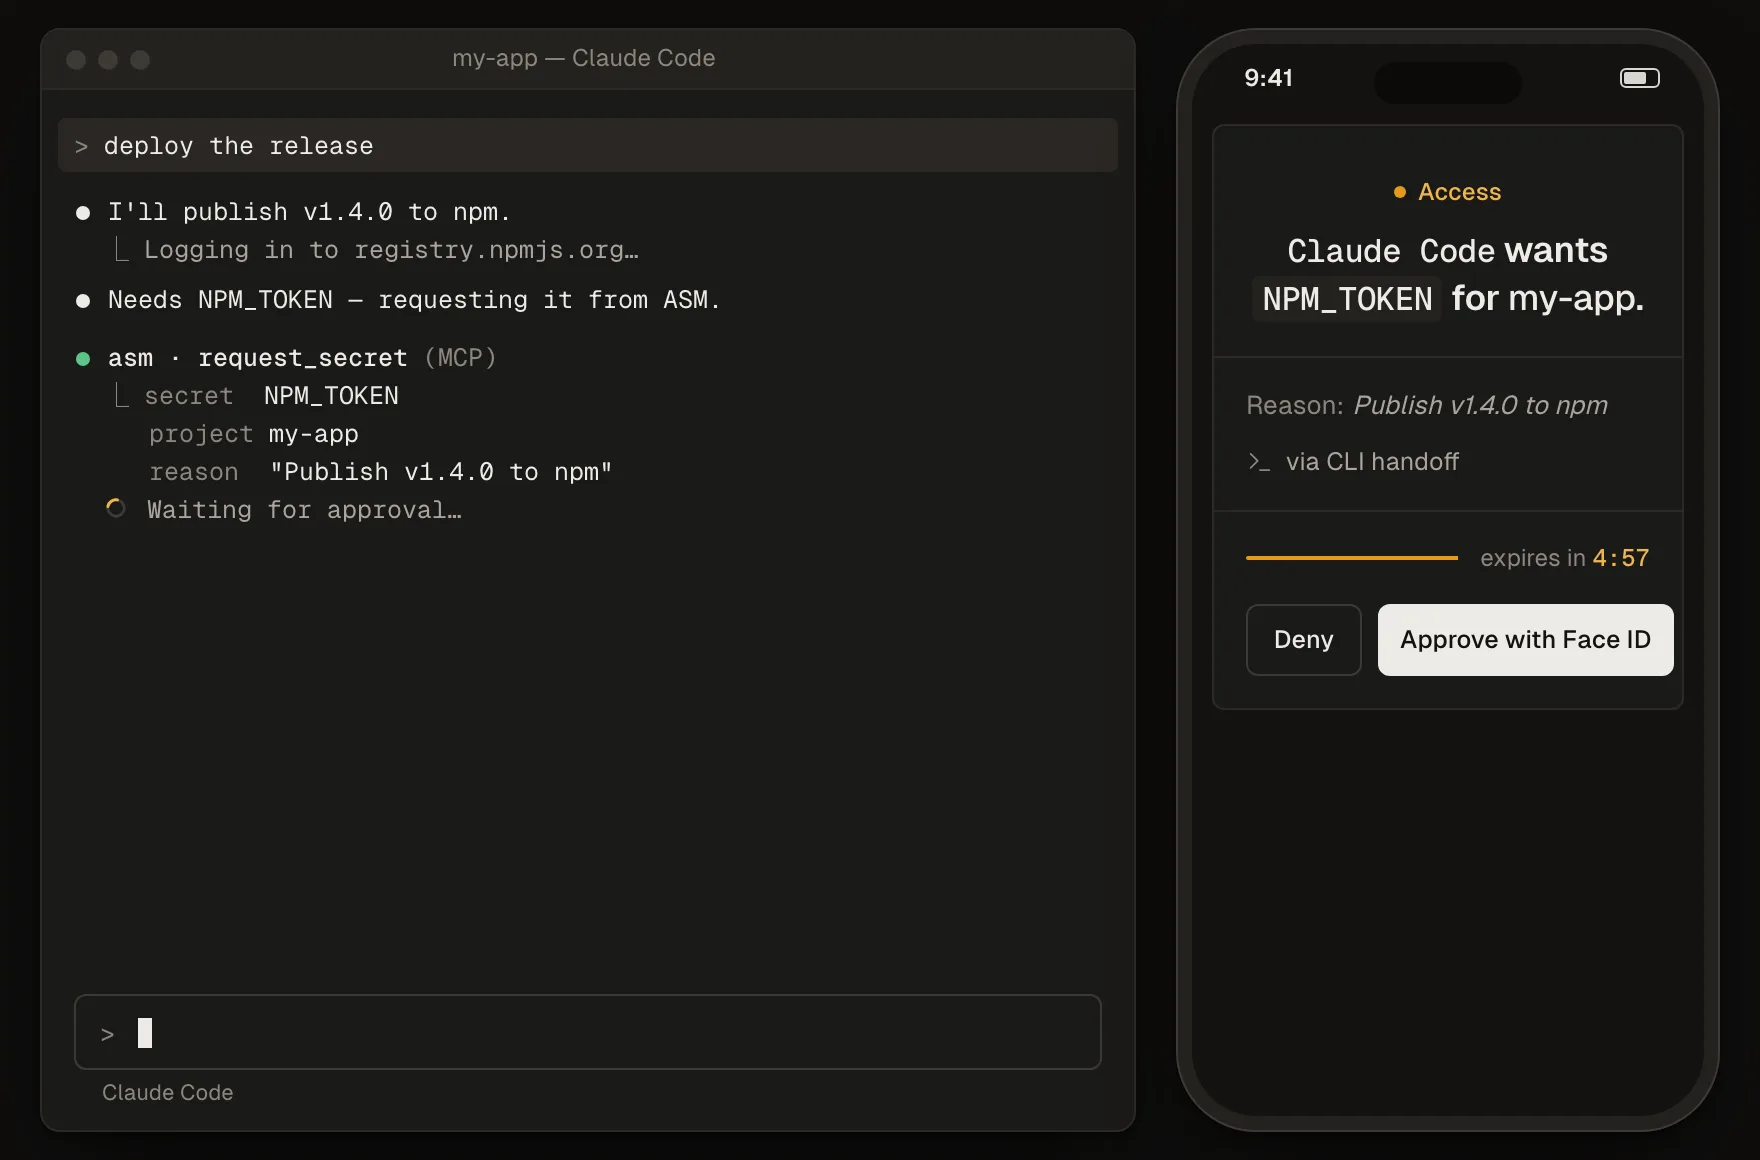 my-app — Claude Code
> deploy the release
● I'll publish v1.4.0 to npm.
⎿ Logging in to registry.npmjs.org…
● Needs NPM_TOKEN — requesting it from ASM.
● asm · request_secret (MCP)
⎿ secret NPM_TOKEN
project my-app
reason "Publish v1.4.0 to npm"
Waiting for approval…
>
Claude Code
9:41
● Access
Claude Code wants
NPM_TOKEN for my-app.
Reason: Publish v1.4.0 to npm
>_ via CLI handoff
expires in 4:57
Deny
Approve with Face ID